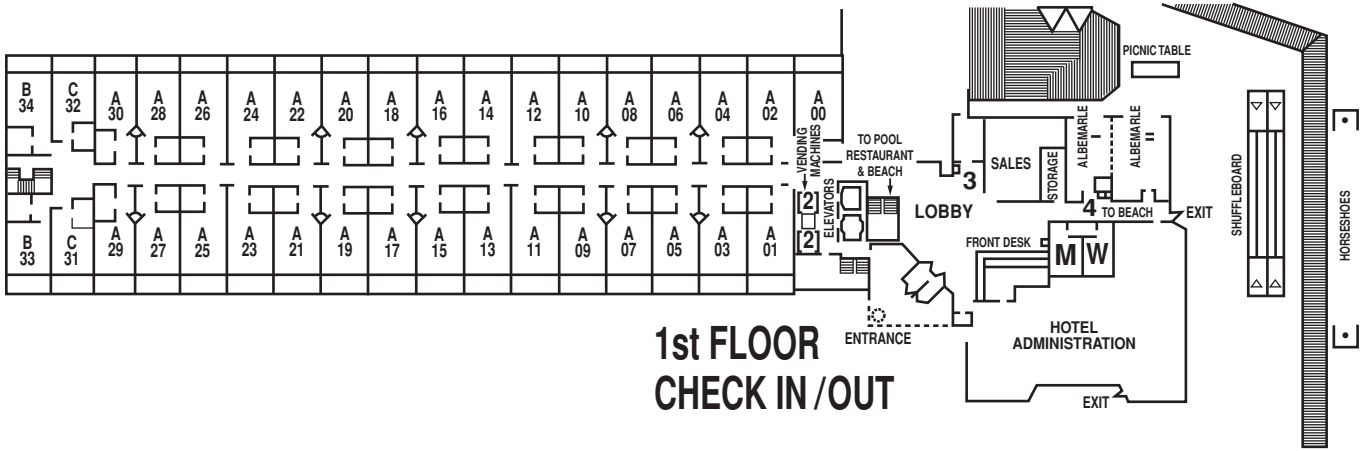 PICNIC TABLE
B
34
C
32
A
30
A
28
A
26
A
24
A
22
A
20
A
18
A
16
A
14
A
12
A
10
A
08
A
06
A
04
A
02
A
00
VENDING
MACHINES
TO POOL
RESTAURANT
& BEACH
3
SALES
STORAGE
ALBEMARLE I
ALBEMARLE II
SHUFFLEBOARD
HORSESHOES
2
2
ELEVATORS
LOBBY
4
TO BEACH
EXIT
B
33
C
31
A
29
A
27
A
25
A
23
A
21
A
19
A
17
A
15
A
13
A
11
A
09
A
07
A
05
A
03
A
01
FRONT DESK
M W
ENTRANCE
HOTEL
ADMINISTRATION
EXIT
1st FLOOR
CHECK IN /OUT